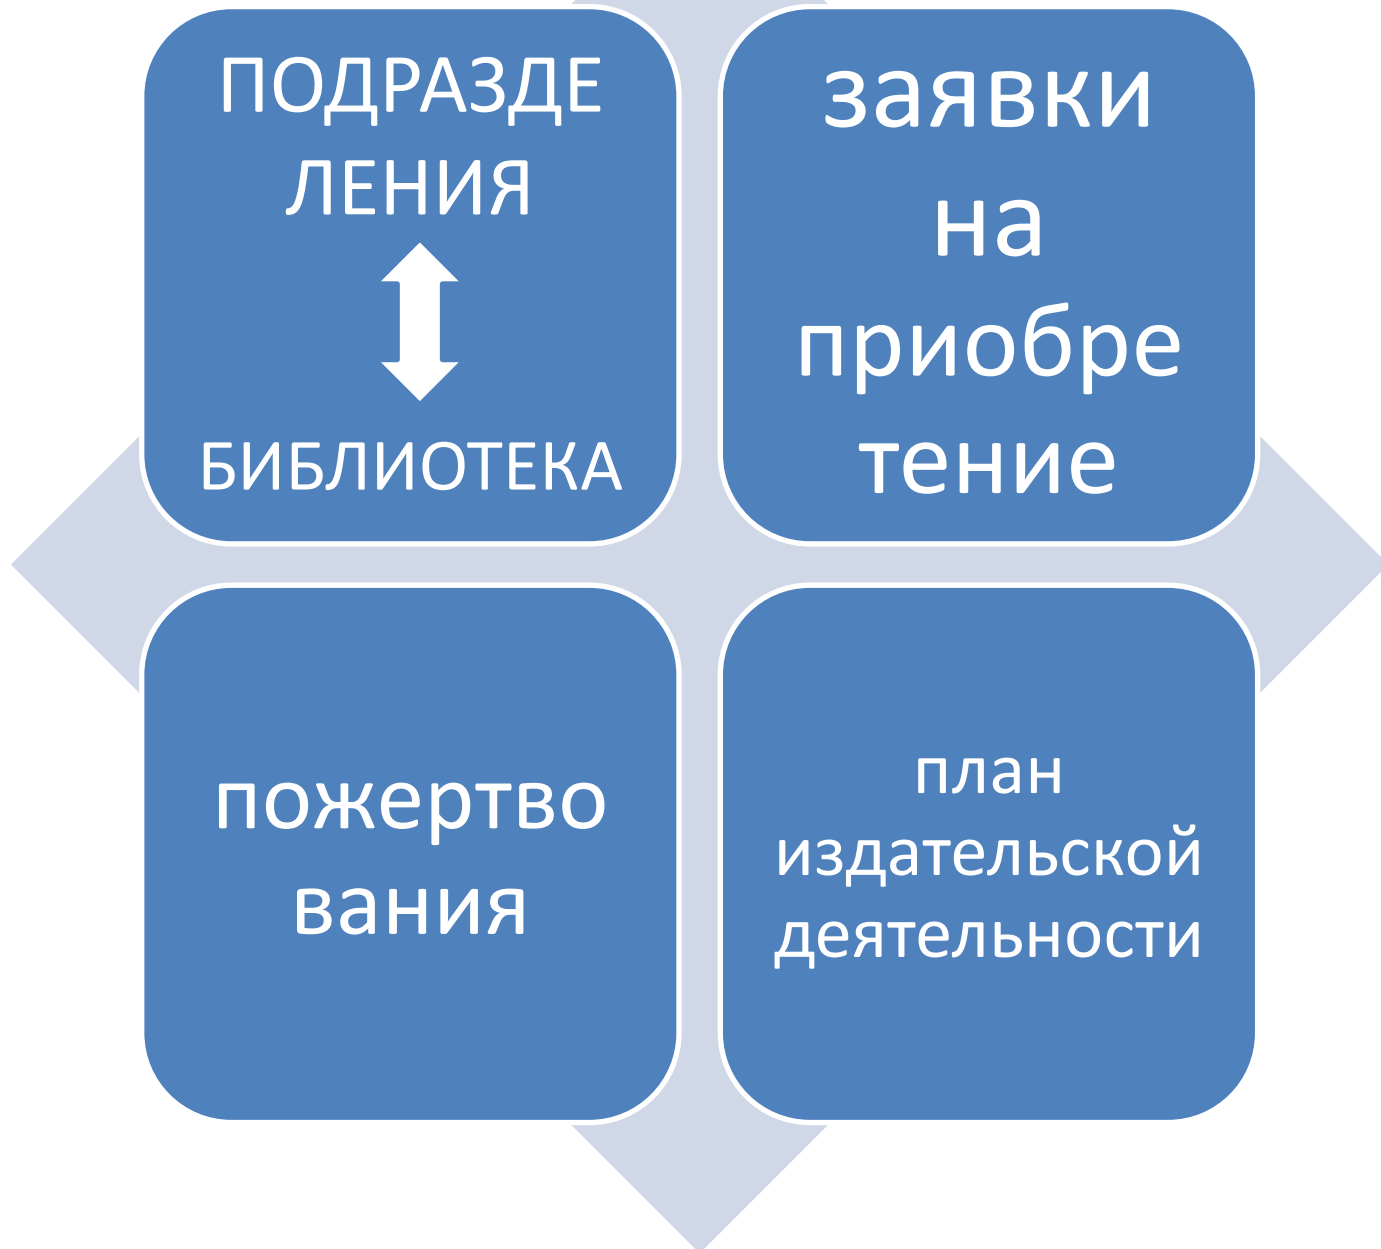 ПОДРАЗДЕ
ЛЕНИЯ
БИБЛИОТЕКА
заявки
на
приобре
тение
пожертво
вания
план
издательской
деятельности